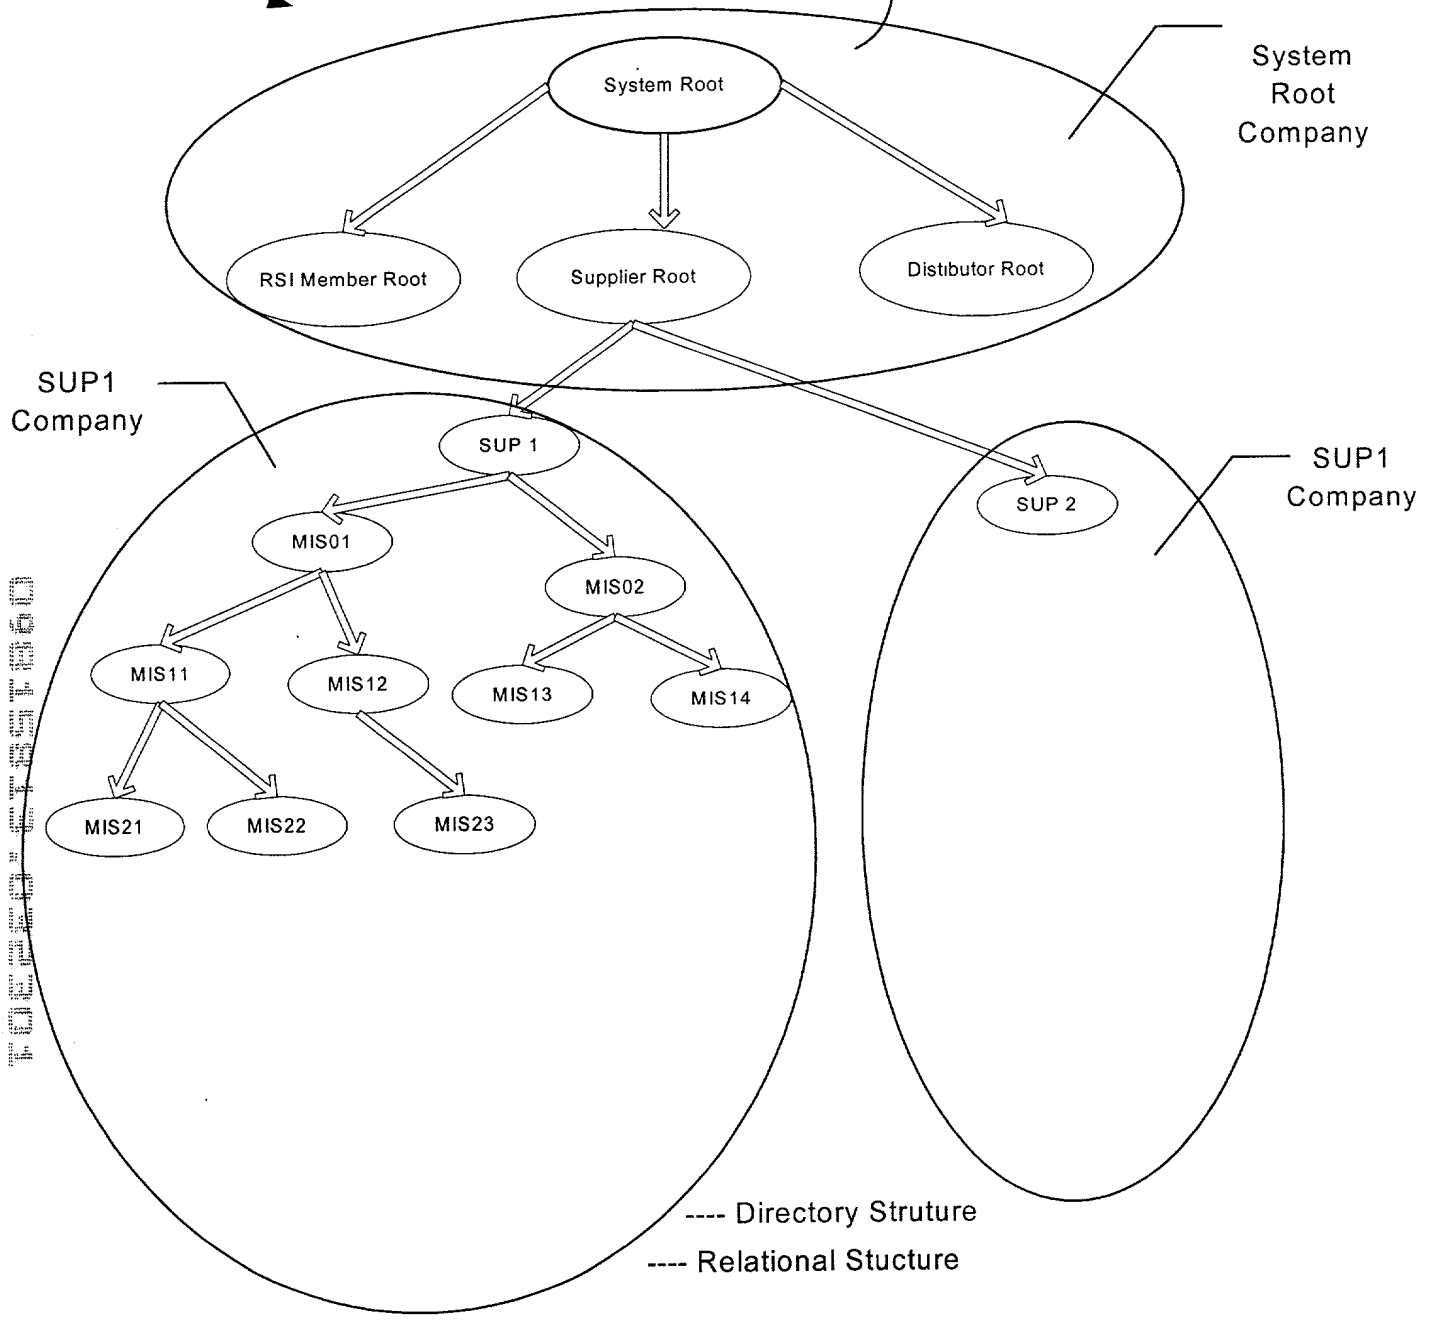 System Root
System
Root
Company
RSI Member Root
Supplier Root
Distibutor Root
SUP1
Company
SUP 1
SUP 2
SUP1
Company
MIS01
MIS02
MIS11
MIS12
MIS13
MIS14
MIS21
MIS22
MIS23
---- Directory Struture
---- Relational Stucture